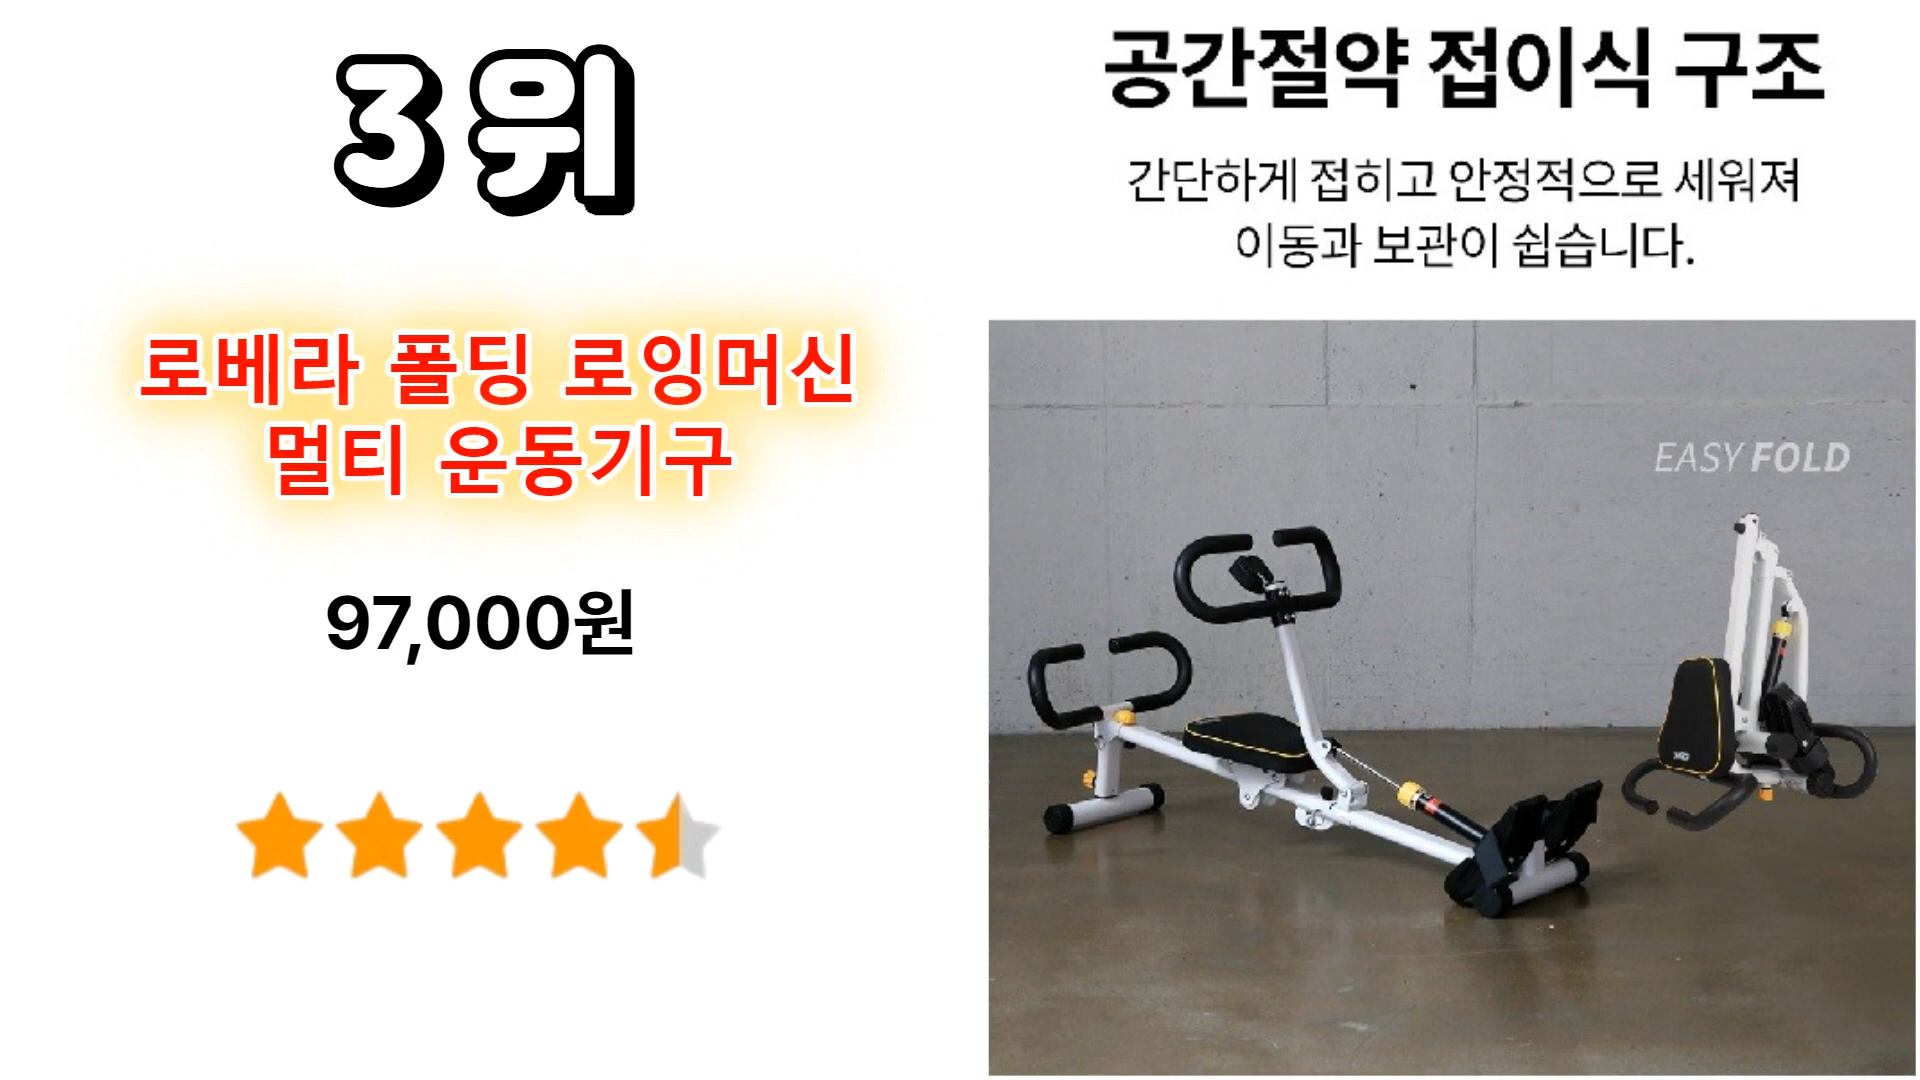 3위
로베라 폴딩 로잉머신
멀티 운동기구
97,000원
공간절약 접이식 구조
간단하게 접히고 안정적으로 세워져
이동과 보관이 쉽습니다.
EASY FOLD